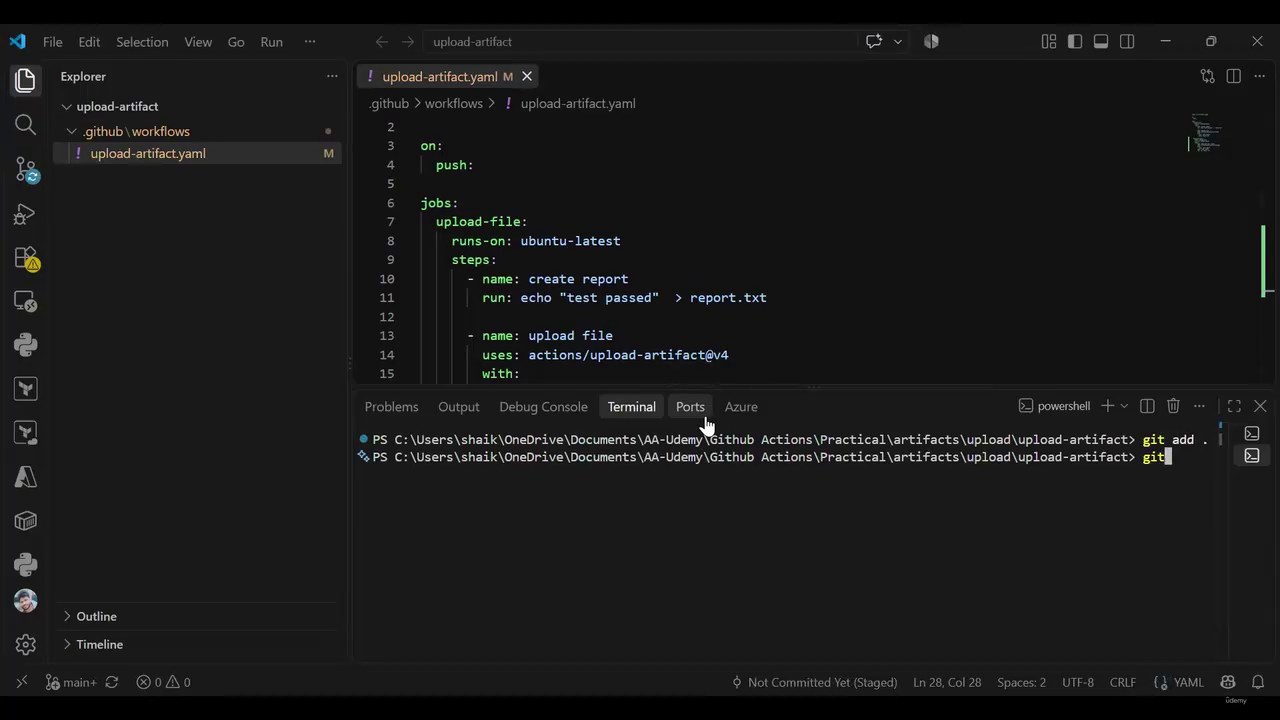 File Edit Selection View Go Run ··· upload-artifact
Explorer ···
upload-artifact
.github\workflows
! upload-artifact.yaml M
Outline
Timeline
! upload-artifact.yaml M
.github > workflows > ! upload-artifact.yaml
2
3 on:
4 push:
5
6 jobs:
7 upload-file:
8 runs-on: ubuntu-latest
9 steps:
10 - name: create report
11 run: echo "test passed"  > report.txt
12
13 - name: upload file
14 uses: actions/upload-artifact@v4
15 with:
Problems Output Debug Console Terminal Ports Azure powershell
PS C:\Users\shaik\OneDrive\Documents\AA-Udemy\Github Actions\Practical\artifacts\upload\upload-artifact> git add .
PS C:\Users\shaik\OneDrive\Documents\AA-Udemy\Github Actions\Practical\artifacts\upload\upload-artifact> git
main+ 0 0 Not Committed Yet (Staged) Ln 28, Col 28 Spaces: 2 UTF-8 CRLF YAML
ûdemy